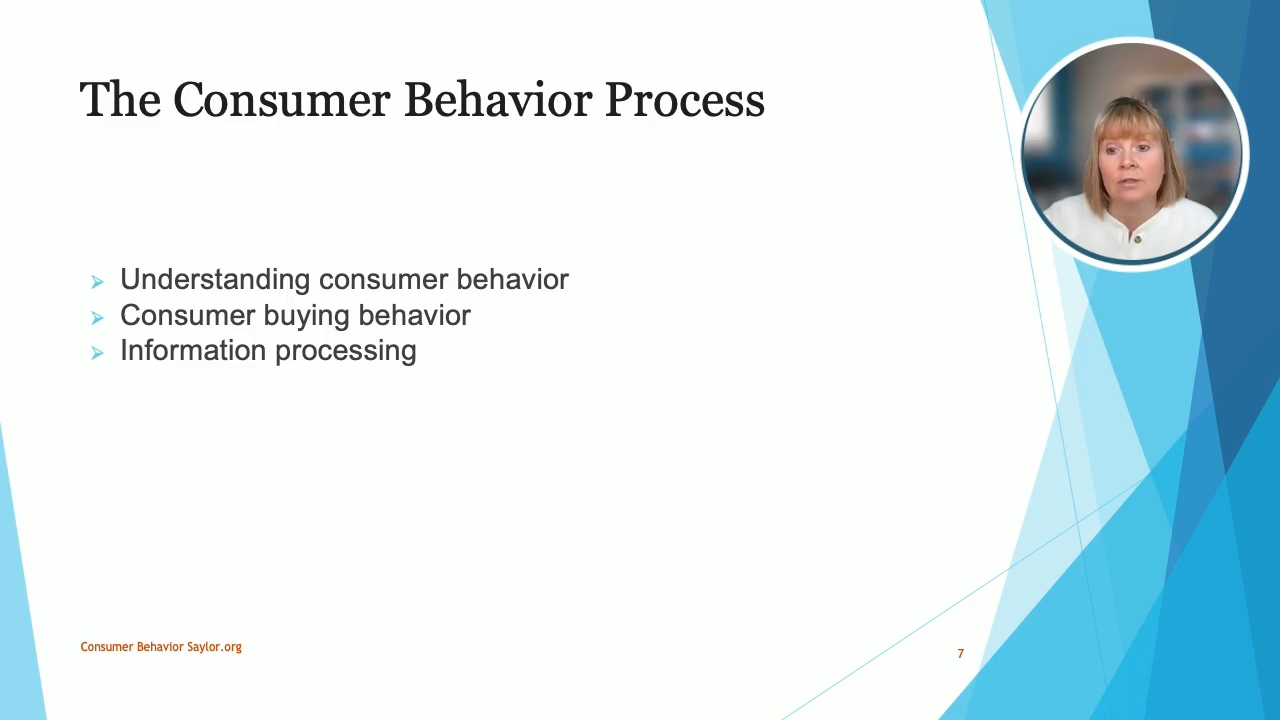 The Consumer Behavior Process
Understanding consumer behavior
Consumer buying behavior
Information processing
Consumer Behavior Saylor.org
7